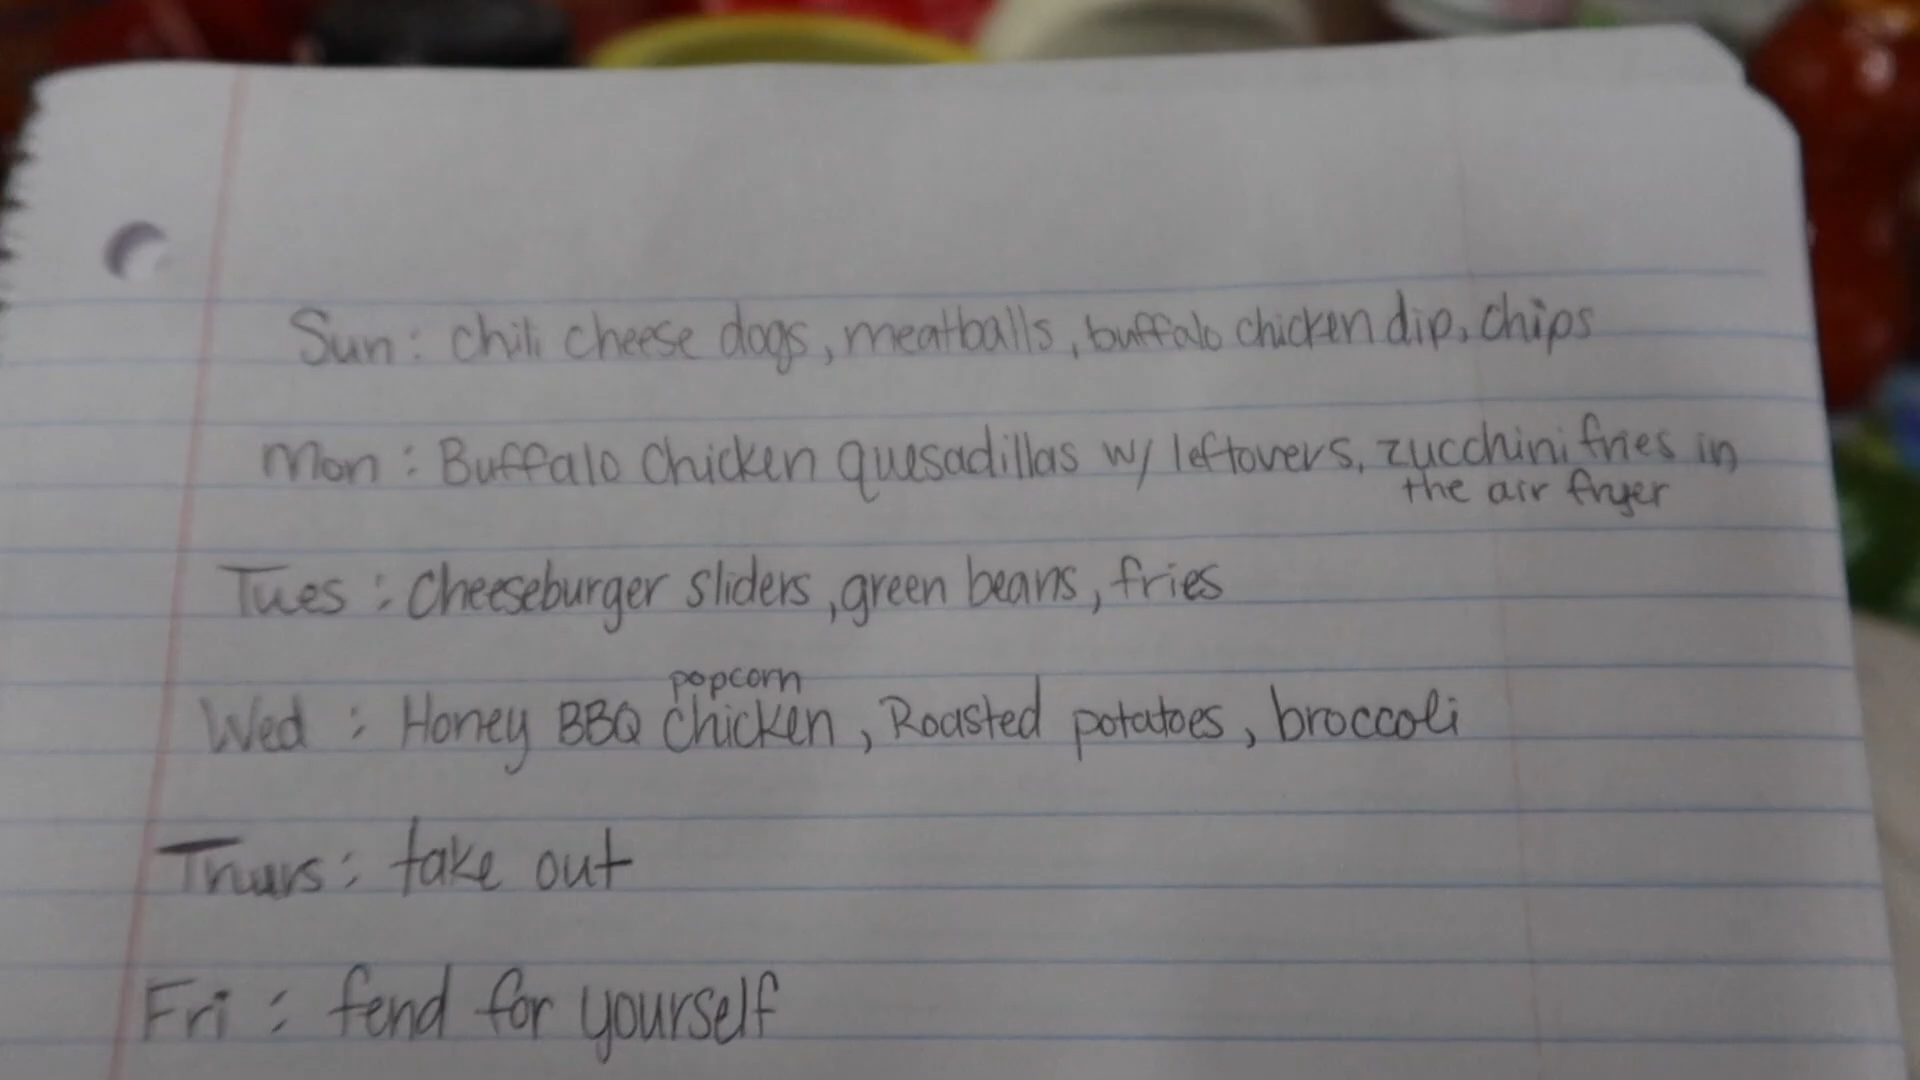 Sun: chili cheese dogs, meatballs, buffalo chicken dip, chips
Mon: Buffalo Chicken quesadillas w/ leftovers, zucchini fries in
the air fryer
Tues: Cheeseburger sliders, green beans, fries
popcorn
Wed: Honey BBQ Chicken, Roasted potatoes, broccoli
Thurs: take out
Fri: fend for yourself